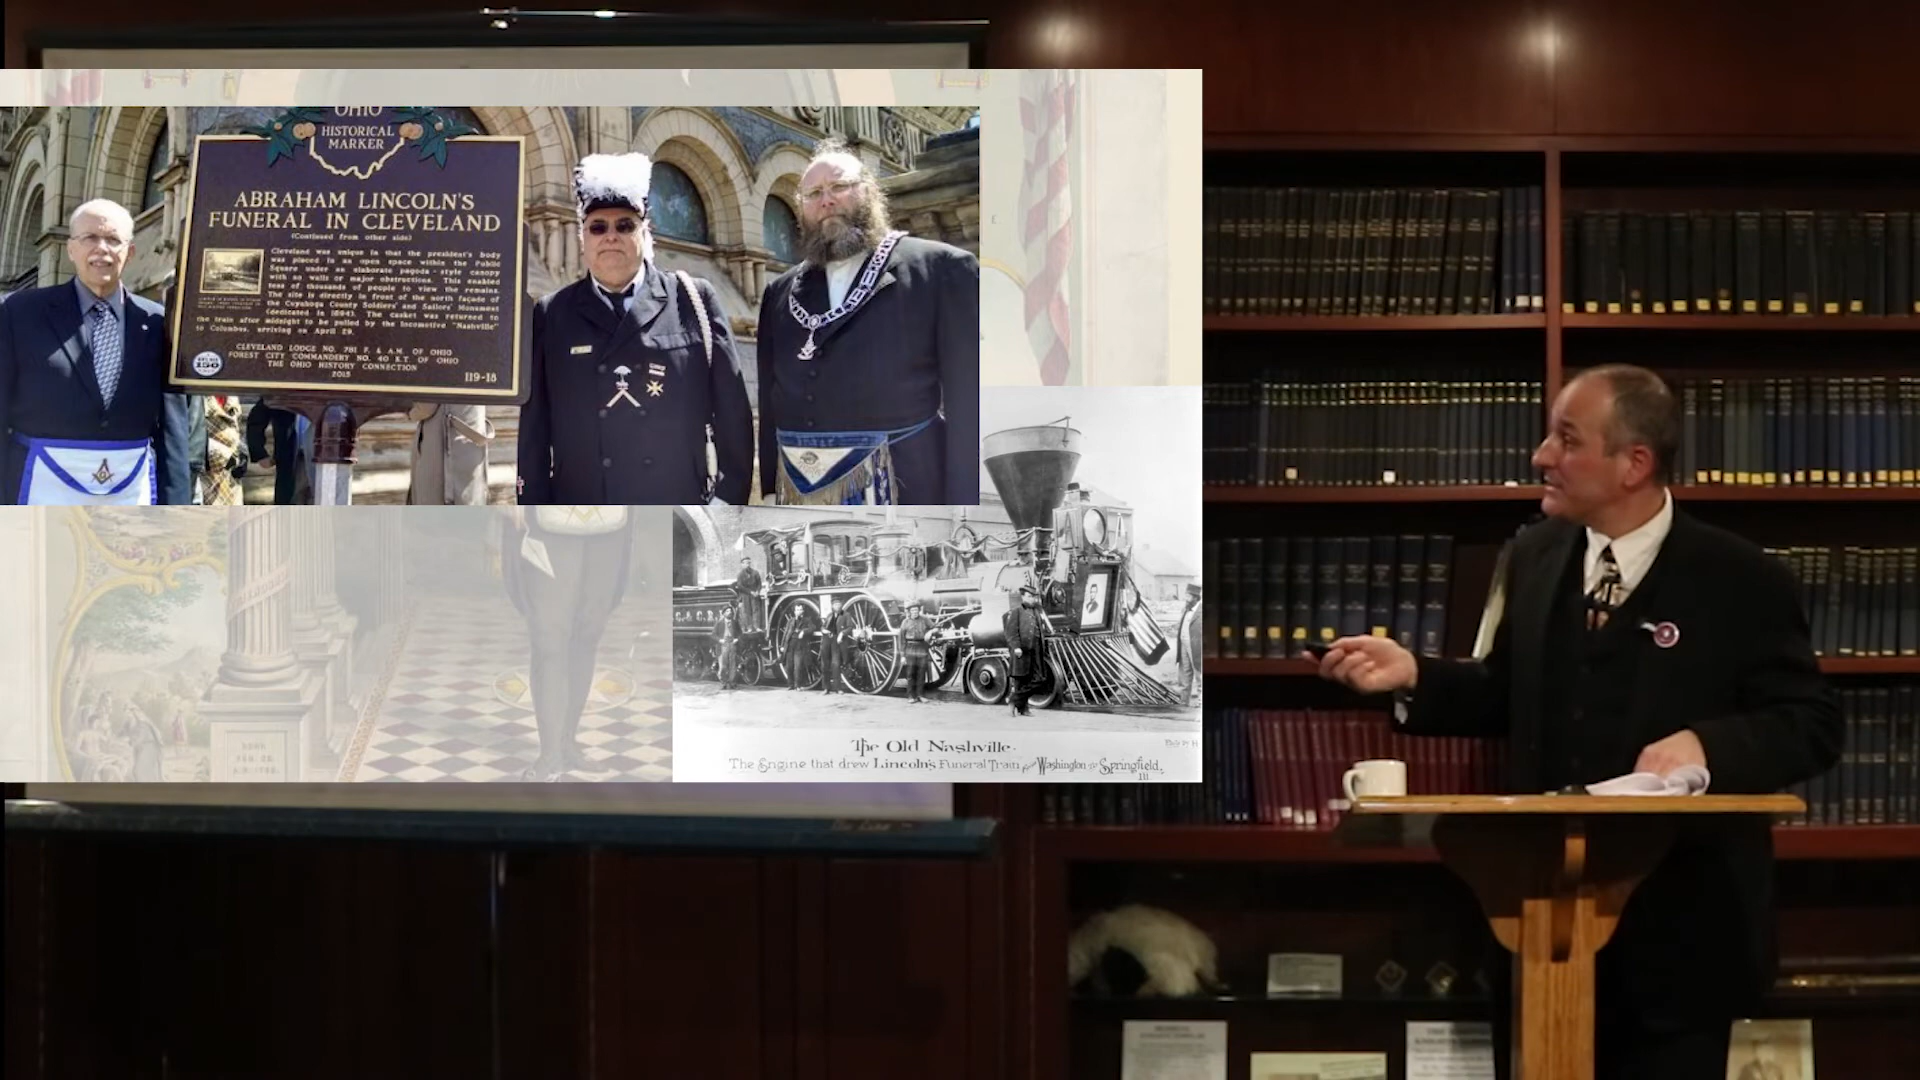 OHIO
HISTORICAL
MARKER
ABRAHAM LINCOLN'S
FUNERAL IN CLEVELAND
(Continued from other side)
Cleveland was unique in that the president's body
was placed in an open space within the Public
Square under an elaborate pagoda-style canopy
with no walls or major obstructions. This enabled
tens of thousands of people to view the remains.
The site is directly in front of the north façade of
the Cuyahoga County Soldiers' and Sailors' Monument
(dedicated in 1894). The casket was returned to
the train after midnight to be pulled by the locomotive "Nashville"
to Columbus, arriving on April 29.
CLEVELAND LODGE NO. 781 F. & A.M. OF OHIO
FOREST CITY COMMANDERY NO. 40 K.T. OF OHIO
THE OHIO HISTORY CONNECTION
2015
119-18
150
The Old Nashville.
The Engine that drew Lincoln's Funeral Train from Washington to Springfield,
Ill.